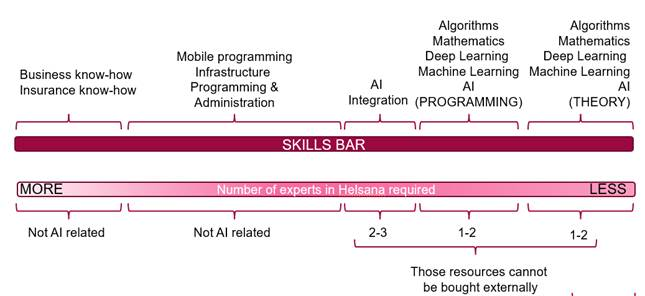 Business know-how
Insurance know-how
Mobile programming
Infrastructure
Programming &
Administration
AI
Integration
Algorithms
Mathematics
Deep Learning
Machine Learning
AI
(PROGRAMMING)
Algorithms
Mathematics
Deep Learning
Machine Learning
AI
(THEORY)
SKILLS BAR
MORE Number of experts in Helsana required LESS
Not AI related
Not AI related
2-3
1-2
1-2
Those resources cannot
be bought externally